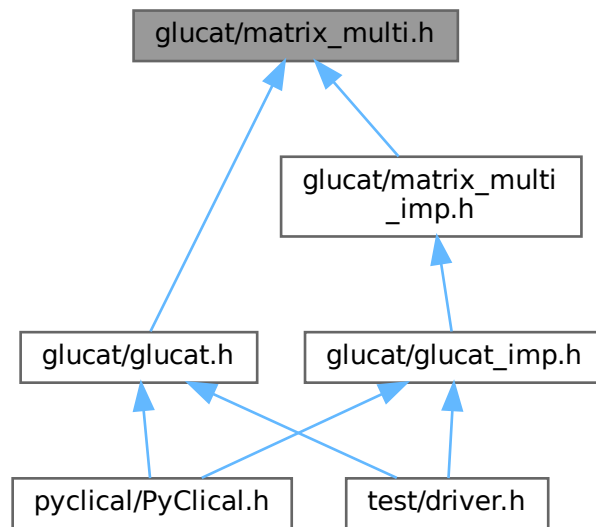 glucat/matrix_multi.h
glucat/matrix_multi
_imp.h
glucat/glucat.h
glucat/glucat_imp.h
pyclical/PyClical.h
test/driver.h